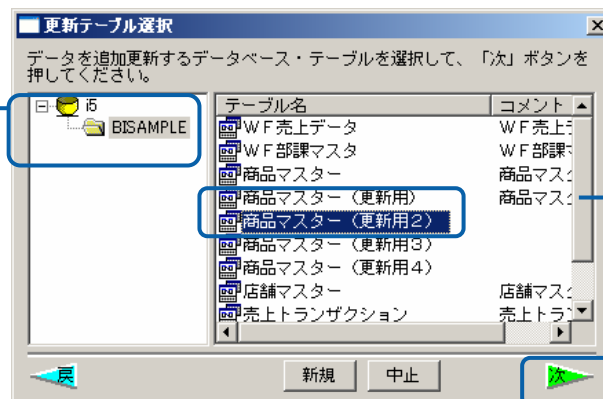 更新テーブル選択
データを追加更新するデータベース・テーブルを選択して、「次」ボタンを
押してください。
i5
BISAMPLE
テーブル名 コメント
WF売上データ WF売上
WF部課マスタ WF部課
商品マスター 商品マス
商品マスター（更新用） 商品マス
商品マスター（更新用2）
商品マスター（更新用3）
商品マスター（更新用4）
店舗マスター 店舗マス
売上トランザクション 売上トラ
戻 新規 中止 次